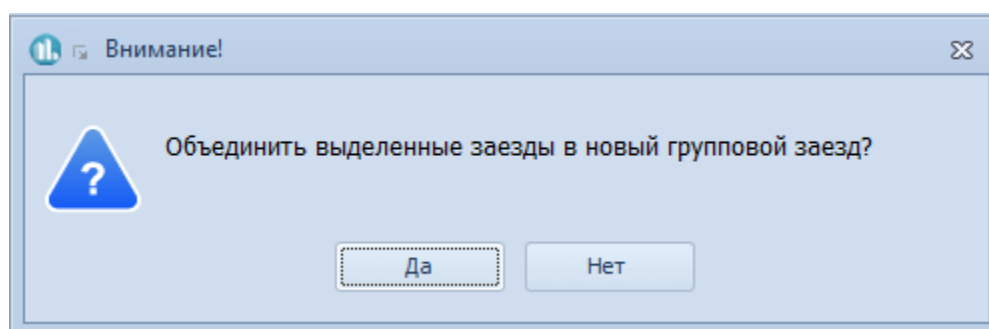 Внимание!
Объединить выделенные заезды в новый групповой заезд?
?
Да
Нет